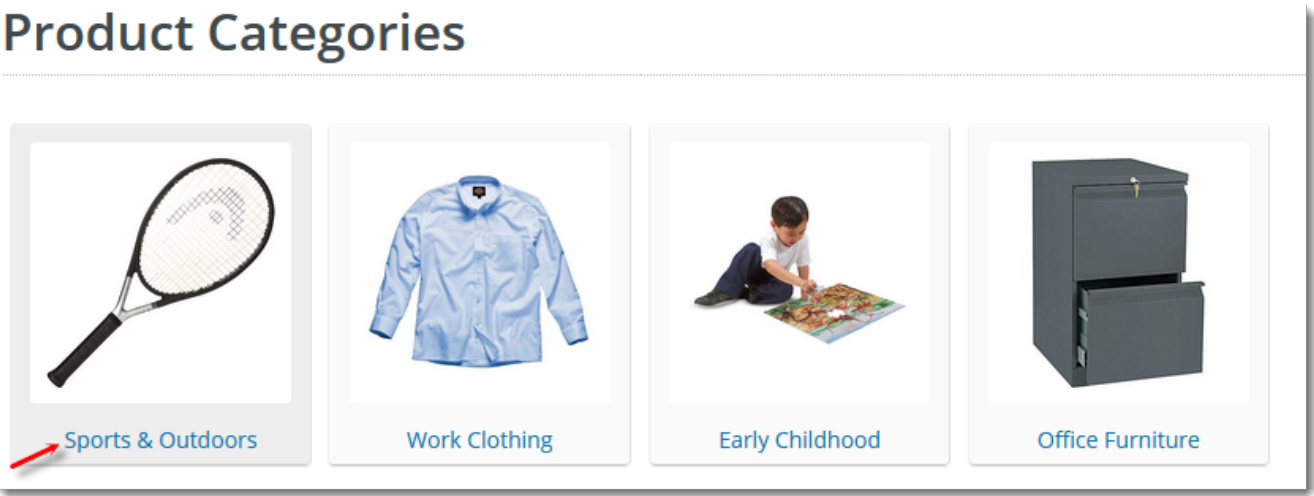 Product Categories
Sports & Outdoors
Work Clothing
Early Childhood
Office Furniture